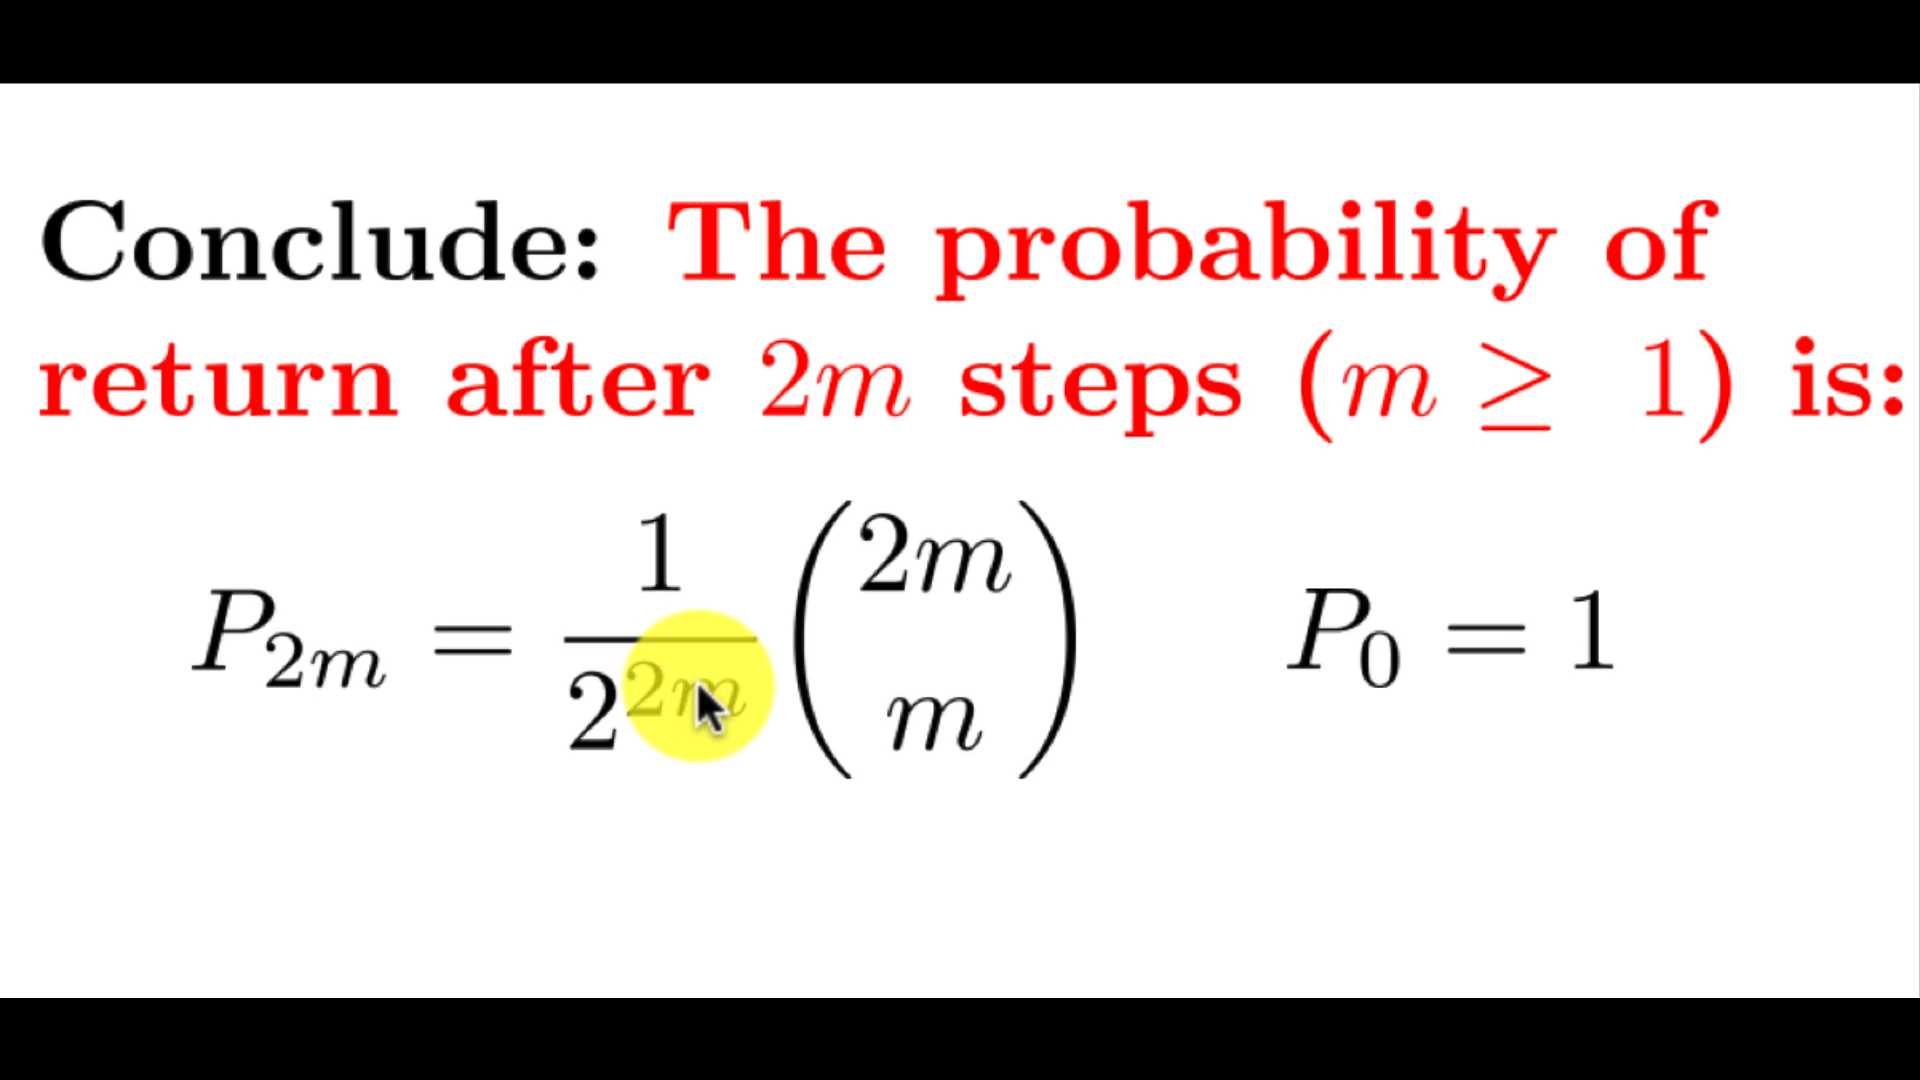 Conclude: The probability of
return after 2m steps (m ≥ 1) is:
P_{2m} = \frac{1}{2^{2m}} \binom{2m}{m} P_0 = 1